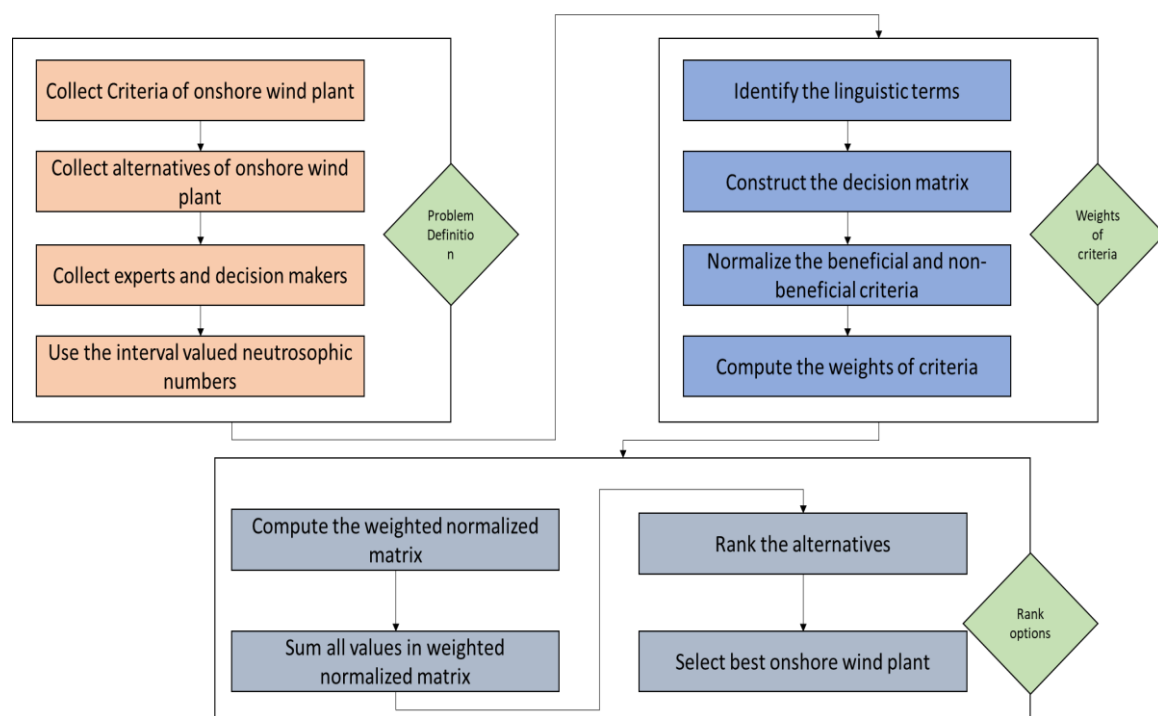 Collect Criteria of onshore wind plant
Collect alternatives of onshore wind
plant
Collect experts and decision makers
Use the interval valued neutrosophic
numbers
Problem
Definitio
n
Identify the linguistic terms
Construct the decision matrix
Normalize the beneficial and non-
beneficial criteria
Compute the weights of criteria
Weights
of
criteria
Compute the weighted normalized
matrix
Sum all values in weighted
normalized matrix
Rank the alternatives
Select best onshore wind plant
Rank
options